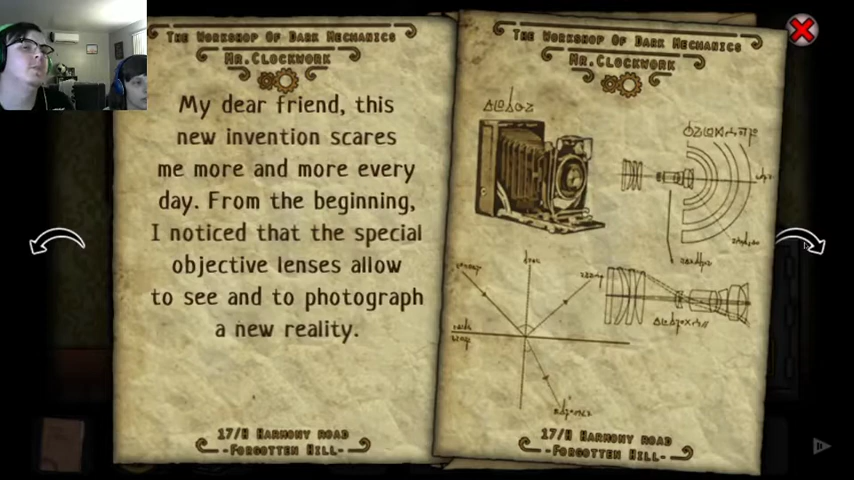 The Workshop Of Dark Mechanics
Mr.Clockwork
My dear friend, this
new invention scares
me more and more every
day. From the beginning,
I noticed that the special
objective lenses allow
to see and to photograph
a new reality.
17/H Harmony road
-Forgotten Hill-
The Workshop Of Dark Mechanics
Mr.Clockwork
17/H Harmony road
-Forgotten Hill-